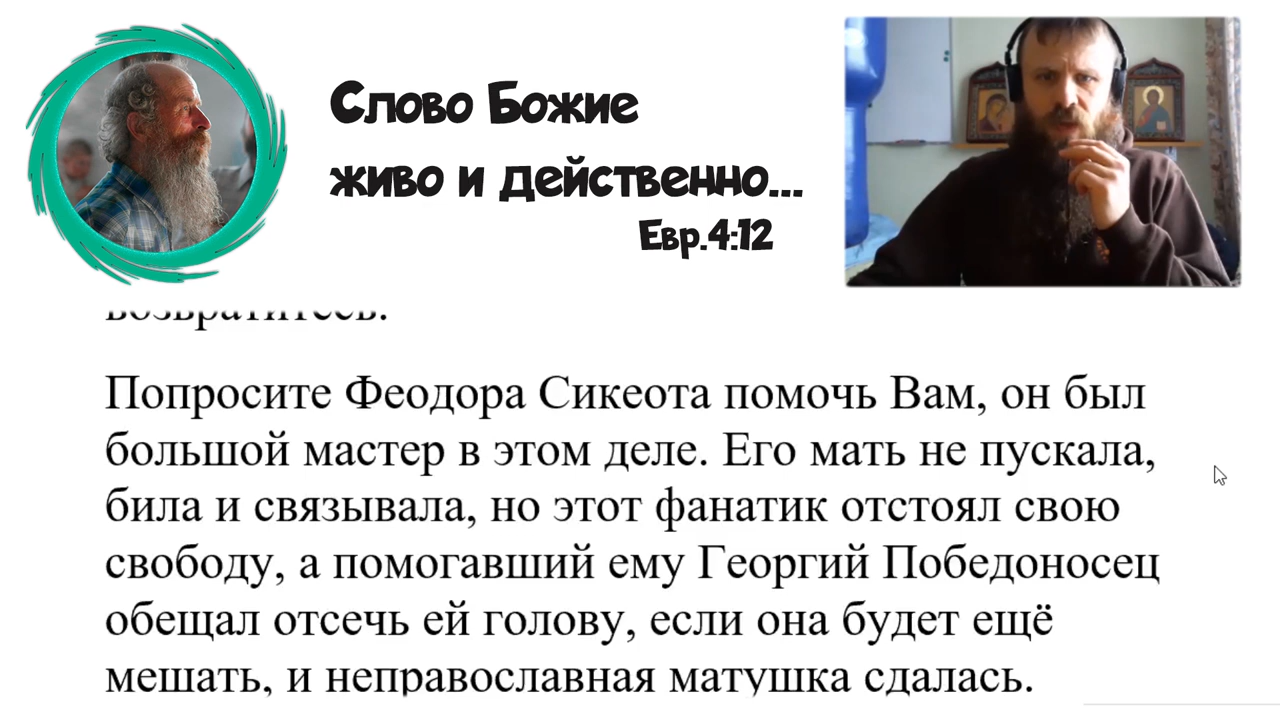 Слово Божие
живо и действенно...
Евр.4:12
возвратитесь.
Попросите Феодора Сикеота помочь Вам, он был
большой мастер в этом деле. Его мать не пускала,
била и связывала, но этот фанатик отстоял свою
свободу, а помогавший ему Георгий Победоносец
обещал отсечь ей голову, если она будет ещё
мешать, и неправославная матушка сдалась.